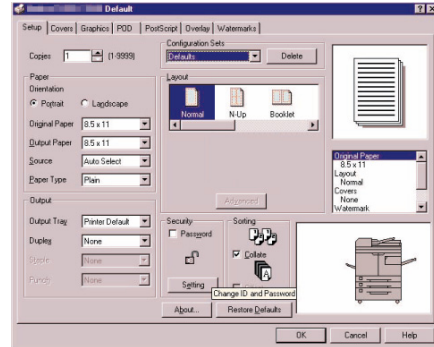 Default
Setup Covers Graphics POD PostScript Overlay Watermarks
Copies 1 (1-9999)
Configuration Sets
Defaults Delete
Paper
Orientation
Portrait Landscape
Original Paper 8.5 x 11
Output Paper 8.5 x 11
Source Auto Select
Paper Type Plain
Layout
Normal N-Up Booklet
Advanced
Original Paper
8.5 x 11
Layout
Normal
Covers
None
Watermark
Output
Output Tray Printer Default
Duplex None
Staple None
Punch None
Security
Password
Setting
Sorting
Collate
Change ID and Password
About... Restore Defaults
OK Cancel Help